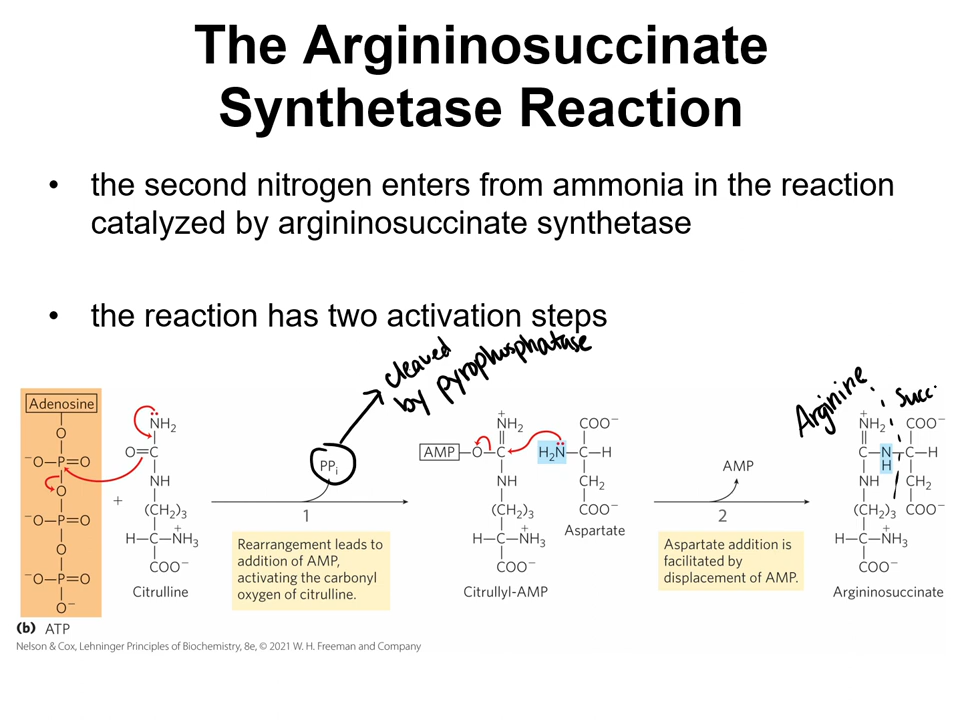 The Argininosuccinate
Synthetase Reaction
• the second nitrogen enters from ammonia in the reaction
catalyzed by argininosuccinate synthetase
• the reaction has two activation steps
cleaved
by pyrophosphatase
Adenosine
O
⁻O—P=O
O
⁻O—P=O
O
⁻O—P=O
O⁻
(b) ATP
+
N̈H₂
O=C
NH
(CH₂)₃
H—C—N⁺H₃
COO⁻
Citrulline
PPᵢ
1
Rearrangement leads to
addition of AMP,
activating the carbonyl
oxygen of citrulline.
⁺NH₂
AMP—O—C
NH
(CH₂)₃
H—C—N⁺H₃
COO⁻
Citrullyl-AMP
COO⁻
H₂N̈—C—H
CH₂
COO⁻
Aspartate
AMP
2
Aspartate addition is
facilitated by
displacement of AMP.
Arginine
Succ.
⁺NH₂ COO⁻
C—N—C—H
H
NH CH₂
(CH₂)₃ COO⁻
H—C—N⁺H₃
COO⁻
Argininosuccinate
Nelson & Cox, Lehninger Principles of Biochemistry, 8e, © 2021 W. H. Freeman and Company